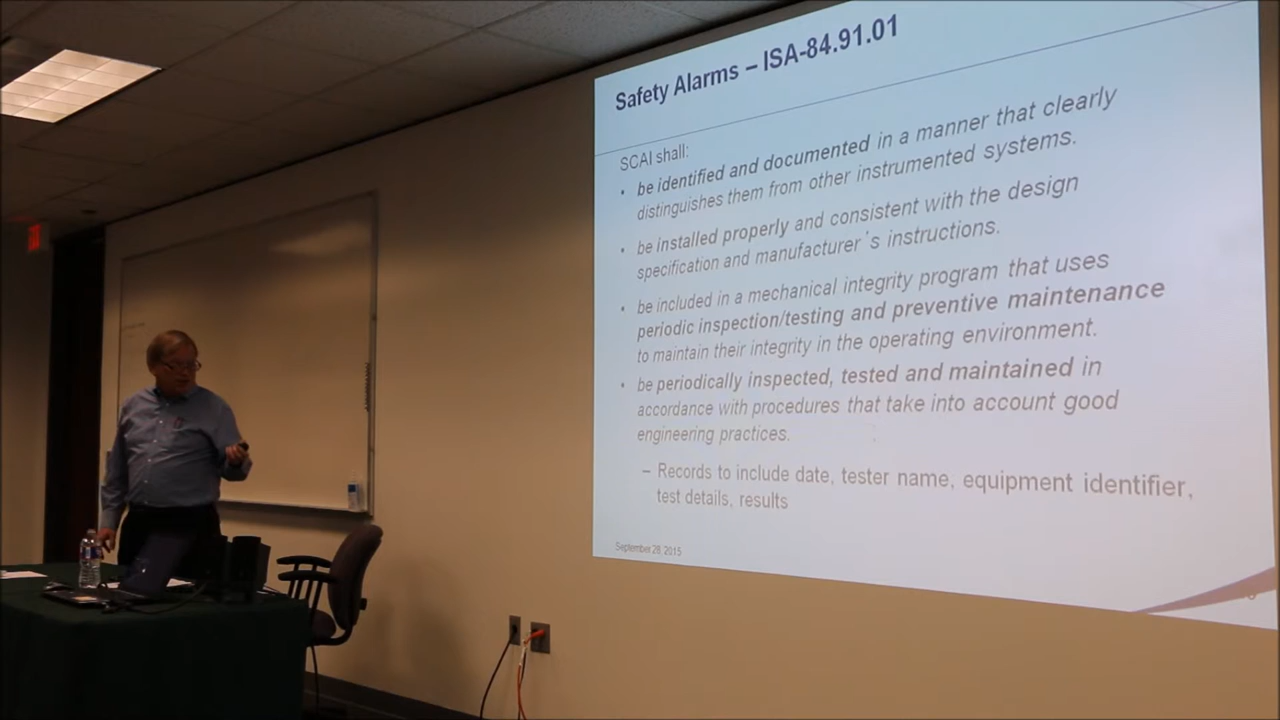 Safety Alarms – ISA-84.91.01
SCAI shall:
• be identified and documented in a manner that clearly
distinguishes them from other instrumented systems.
• be installed properly and consistent with the design
specification and manufacturer´s instructions.
• be included in a mechanical integrity program that uses
periodic inspection/testing and preventive maintenance
to maintain their integrity in the operating environment.
• be periodically inspected, tested and maintained in
accordance with procedures that take into account good
engineering practices.
– Records to include date, tester name, equipment identifier,
test details, results
September 28, 2015